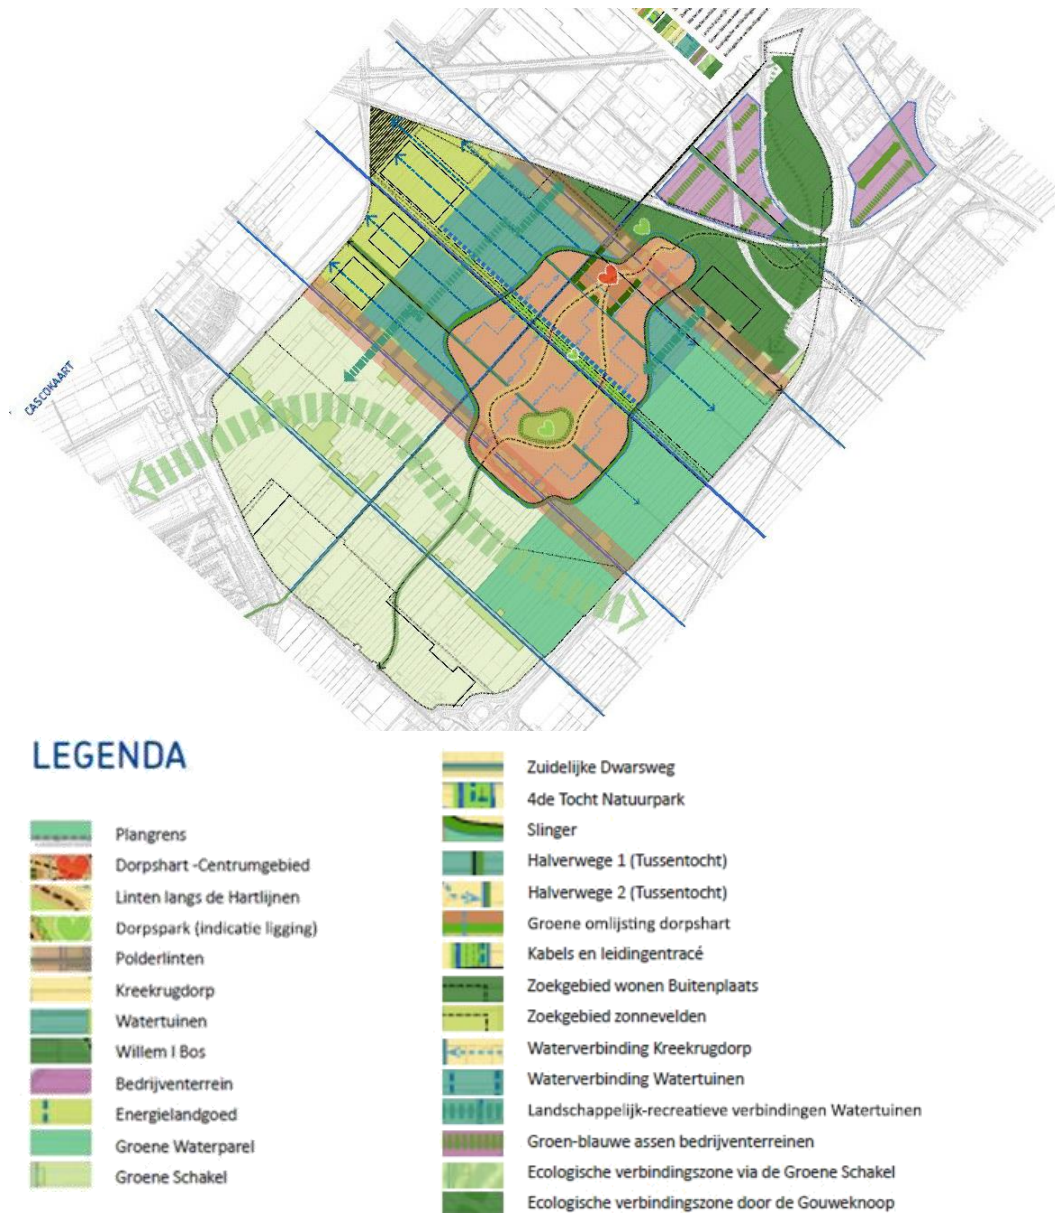 CASCOKAART
LEGENDA
Plangrens
Dorpshart -Centrumgebied
Linten langs de Hartlijnen
Dorpspark (indicatie ligging)
Polderlinten
Kreekrugdorp
Watertuinen
Willem I Bos
Bedrijventerrein
Energielandgoed
Groene Waterparel
Groene Schakel
Zuidelijke Dwarsweg
4de Tocht Natuurpark
Slinger
Halverwege 1 (Tussentocht)
Halverwege 2 (Tussentocht)
Groene omlijsting dorpshart
Kabels en leidingentracé
Zoekgebied wonen Buitenplaats
Zoekgebied zonnevelden
Waterverbinding Kreekrugdorp
Waterverbinding Watertuinen
Landschappelijk-recreatieve verbindingen Watertuinen
Groen-blauwe assen bedrijventerreinen
Ecologische verbindingszone via de Groene Schakel
Ecologische verbindingszone door de Gouweknoop